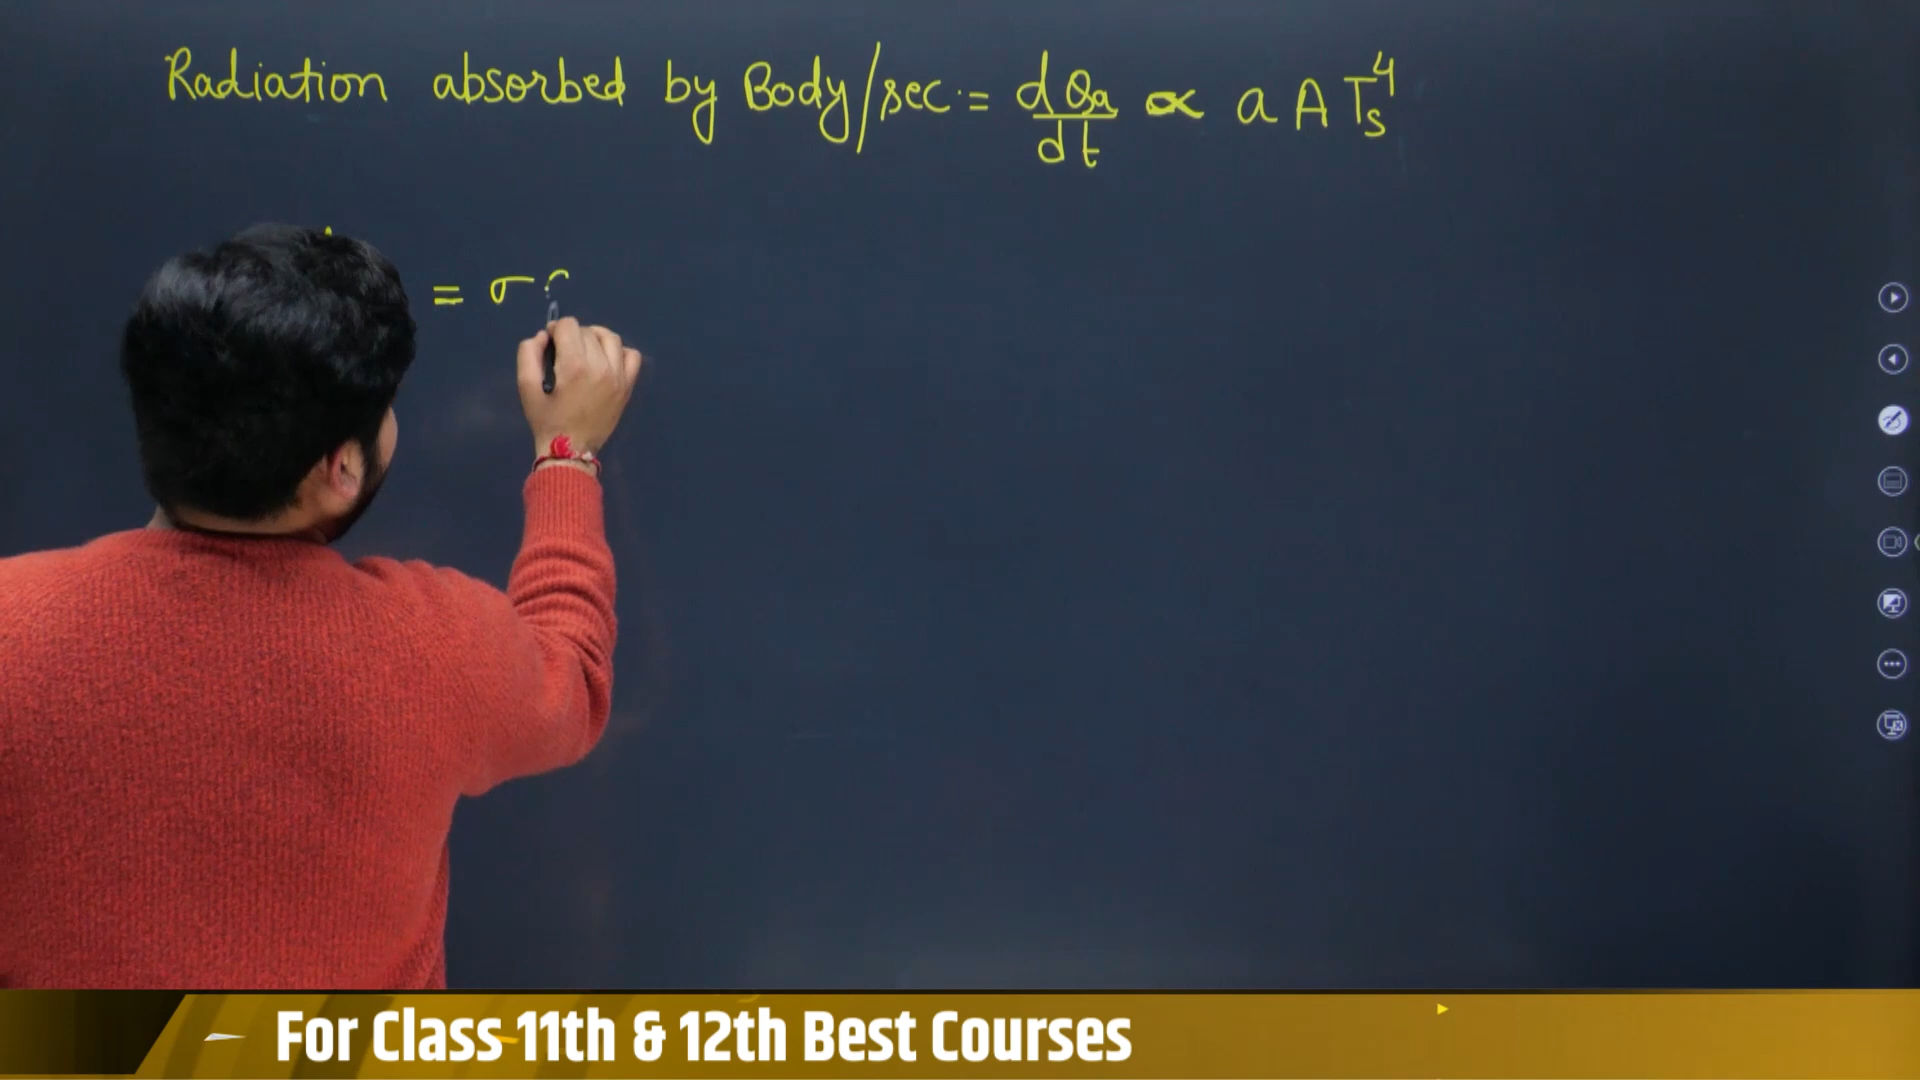 Radiation absorbed by Body/sec. = dQa/dt ∝ a A Ts⁴
= σ
For Class 11th & 12th Best Courses